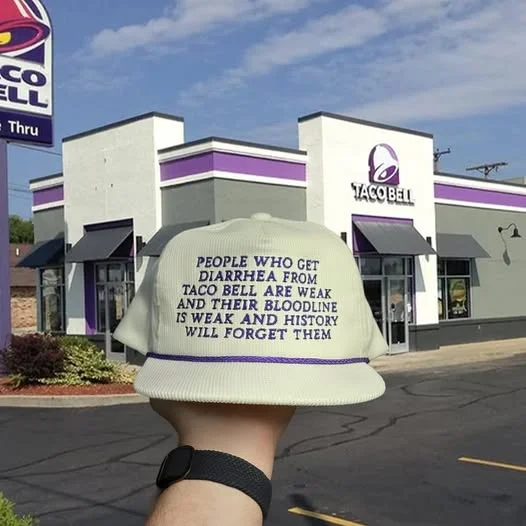 CO
ELL
Thru
TACO BELL
PEOPLE WHO GET
DIARRHEA FROM
TACO BELL ARE WEAK
AND THEIR BLOODLINE
IS WEAK AND HISTORY
WILL FORGET THEM